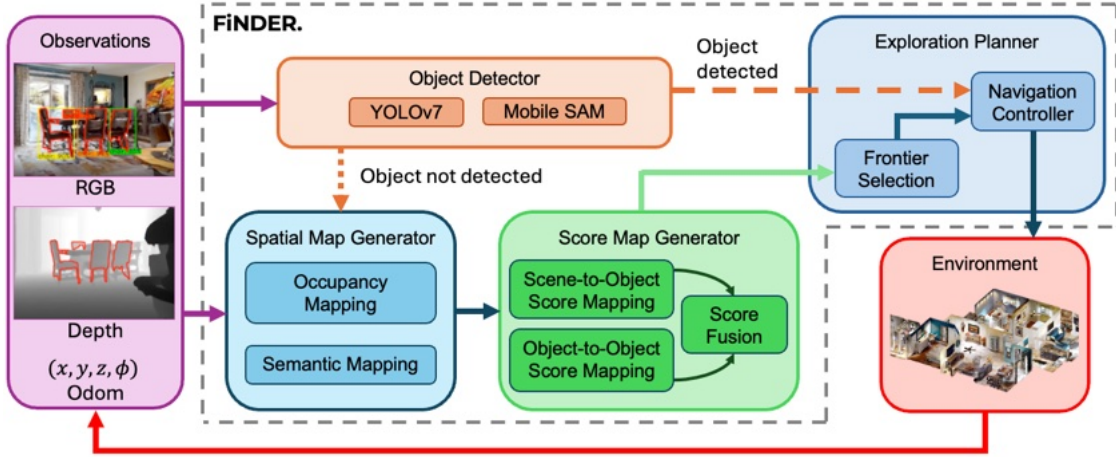 Observations
RGB
Depth
(x, y, z, ϕ)
Odom
FiNDER.
Object Detector
YOLOv7
Mobile SAM
Object
detected
Object not detected
Spatial Map Generator
Occupancy
Mapping
Semantic Mapping
Score Map Generator
Scene-to-Object
Score Mapping
Object-to-Object
Score Mapping
Score
Fusion
Exploration Planner
Navigation
Controller
Frontier
Selection
Environment